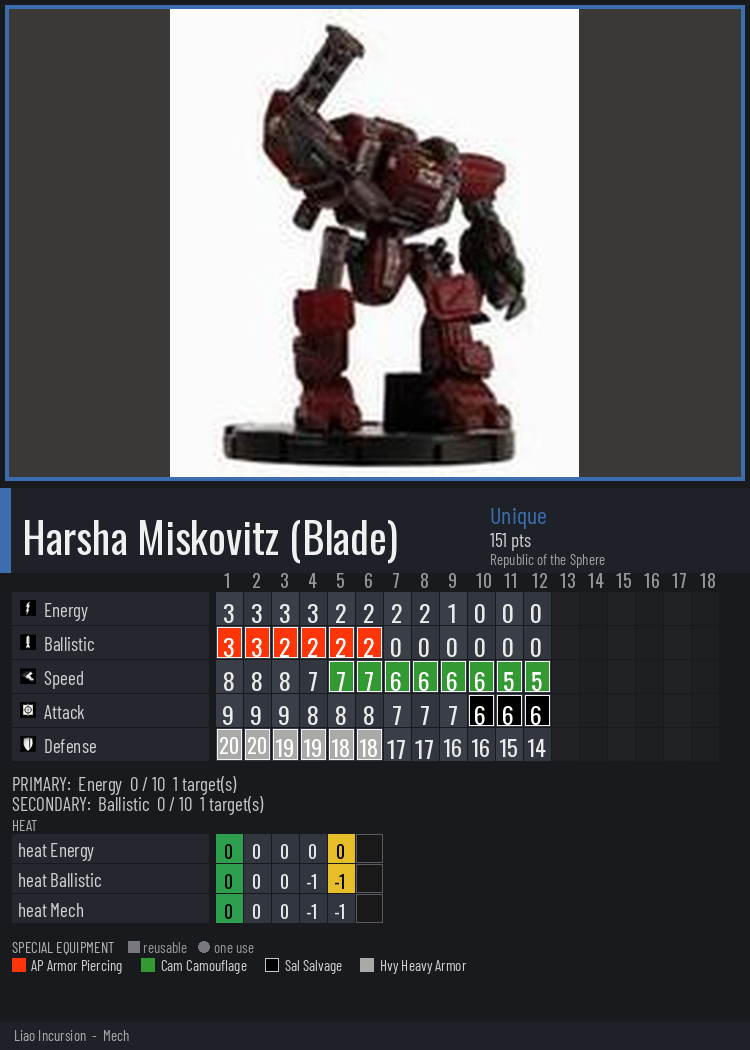 Harsha Miskovitz (Blade)
Unique
151 pts
Republic of the Sphere
1 2 3 4 5 6 7 8 9 10 11 12 13 14 15 16 17 18
Energy 3 3 3 3 2 2 2 2 1 0 0 0
Ballistic 3 3 2 2 2 2 0 0 0 0 0 0
Speed 8 8 8 7 7 7 6 6 6 6 5 5
Attack 9 9 9 8 8 8 7 7 7 6 6 6
Defense 20 20 19 19 18 18 17 17 16 16 15 14
PRIMARY: Energy 0 / 10 1 target(s)
SECONDARY: Ballistic 0 / 10 1 target(s)
HEAT
heat Energy 0 0 0 0 0
heat Ballistic 0 0 0 -1 -1
heat Mech 0 0 0 -1 -1
SPECIAL EQUIPMENT reusable one use
AP Armor Piercing Cam Camouflage Sal Salvage Hvy Heavy Armor
Liao Incursion - Mech